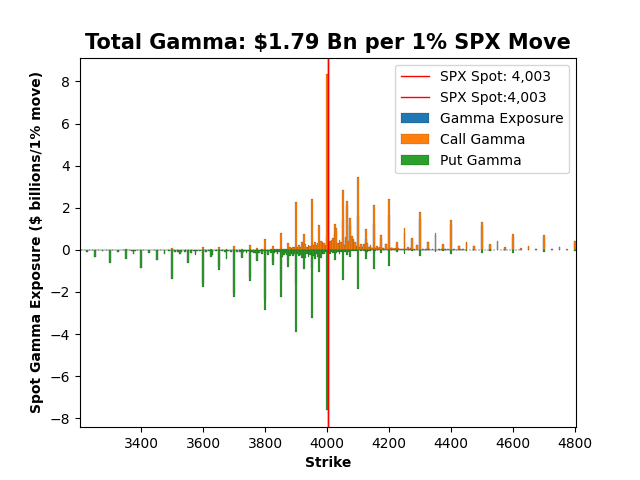 Total Gamma: $1.79 Bn per 1% SPX Move
SPX Spot: 4,003
SPX Spot:4,003
Gamma Exposure
Call Gamma
Put Gamma
Spot Gamma Exposure ($ billions/1% move)
8
6
4
2
0
−2
−4
−6
−8
3400 3600 3800 4000 4200 4400 4600 4800
Strike